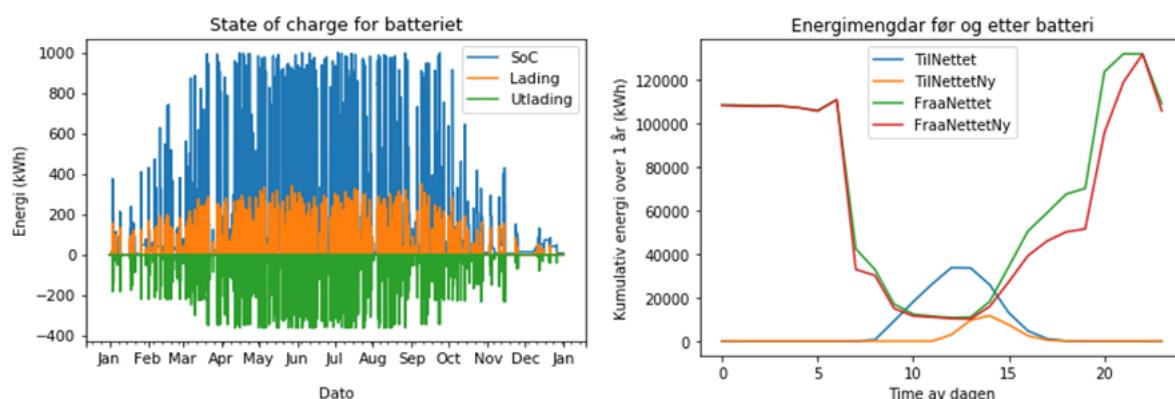 State of charge for batteriet
1000
800
600
400
200
0
−200
−400
Energi (kWh)
SoC
Lading
Utlading
Jan Feb Mar Apr May Jun Jul Aug Sep Oct Nov Dec Jan
Dato
Energimengdar før og etter batteri
120000
100000
80000
60000
40000
20000
0
Kumulativ energi over 1 år (kWh)
TilNettet
TilNettetNy
FraaNettet
FraaNettetNy
0 5 10 15 20
Time av dagen